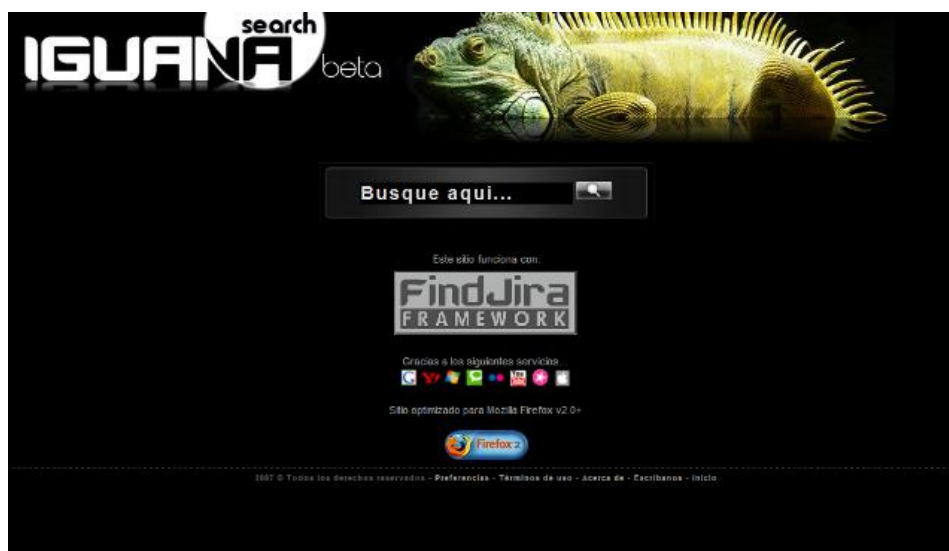 search
IGUANA
beta
Busque aqui...
Este sitio funciona con:
FindJira
FRAMEWORK
Gracias a los siguientes servicios...
Sitio optimizado para Mozilla Firefox v2.0+
Firefox 2
2007 © Todos los derechos reservados - Preferencias - Términos de uso - Acerca de - Escríbanos - Inicio